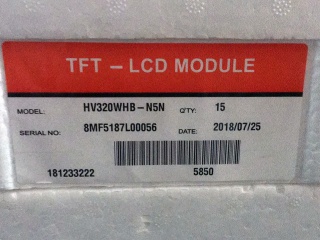 TFT – LCD MODULE
MODEL: HV320WHB–N5N Q'TY: 15
SERIAL NO: 8MF5187L00056 DATE: 2018/07/25
181233222 5850